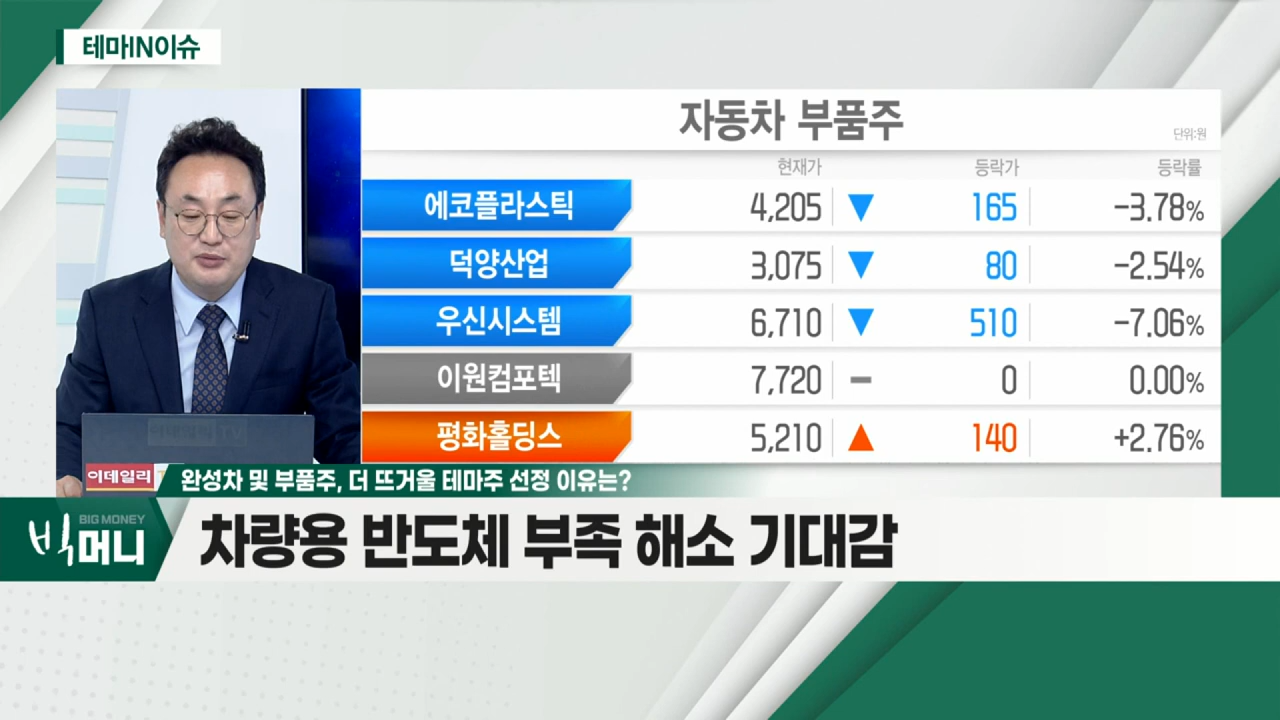 테마IN이슈
자동차 부품주
단위:원
현재가 등락가 등락률
에코플라스틱 4,205 ▼ 165 -3.78%
덕양산업 3,075 ▼ 80 -2.54%
우신시스템 6,710 ▼ 510 -7.06%
이원컴포텍 7,720 - 0 0.00%
평화홀딩스 5,210 ▲ 140 +2.76%
이데일리 TV
이데일리
완성차 및 부품주, 더 뜨거울 테마주 선정 이유는?
BIG MONEY
빅머니
차량용 반도체 부족 해소 기대감